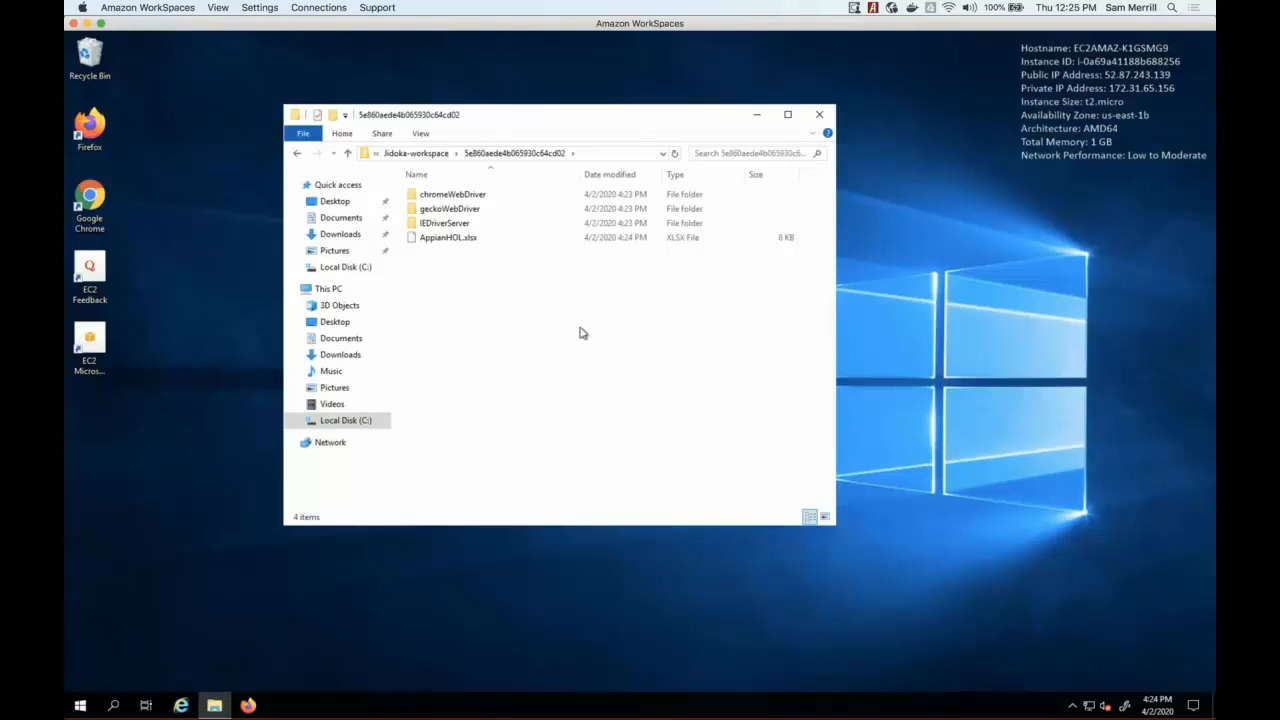 Amazon WorkSpaces View Settings Connections Support 100% Thu 12:25 PM Sam Merrill
Amazon WorkSpaces
Recycle Bin
Firefox
Google
Chrome
EC2
Feedback
EC2
Micros...
Hostname: EC2AMAZ-K1GSMG9
Instance ID: i-0a69a41188b688256
Public IP Address: 52.87.243.139
Private IP Address: 172.31.65.156
Instance Size: t2.micro
Availability Zone: us-east-1b
Architecture: AMD64
Total Memory: 1 GB
Network Performance: Low to Moderate
5e860aede4b065930c64cd02
File Home Share View
« Jidoka-workspace › 5e860aede4b065930c64cd02 › Search 5e860aede4b065930c6...
Name Date modified Type Size
chromeWebDriver 4/2/2020 4:23 PM File folder
geckoWebDriver 4/2/2020 4:23 PM File folder
IEDriverServer 4/2/2020 4:23 PM File folder
AppianHOL.xlsx 4/2/2020 4:24 PM XLSX File 8 KB
Quick access
Desktop
Documents
Downloads
Pictures
Local Disk (C:)
This PC
3D Objects
Desktop
Documents
Downloads
Music
Pictures
Videos
Local Disk (C:)
Network
4 items
4:24 PM
4/2/2020